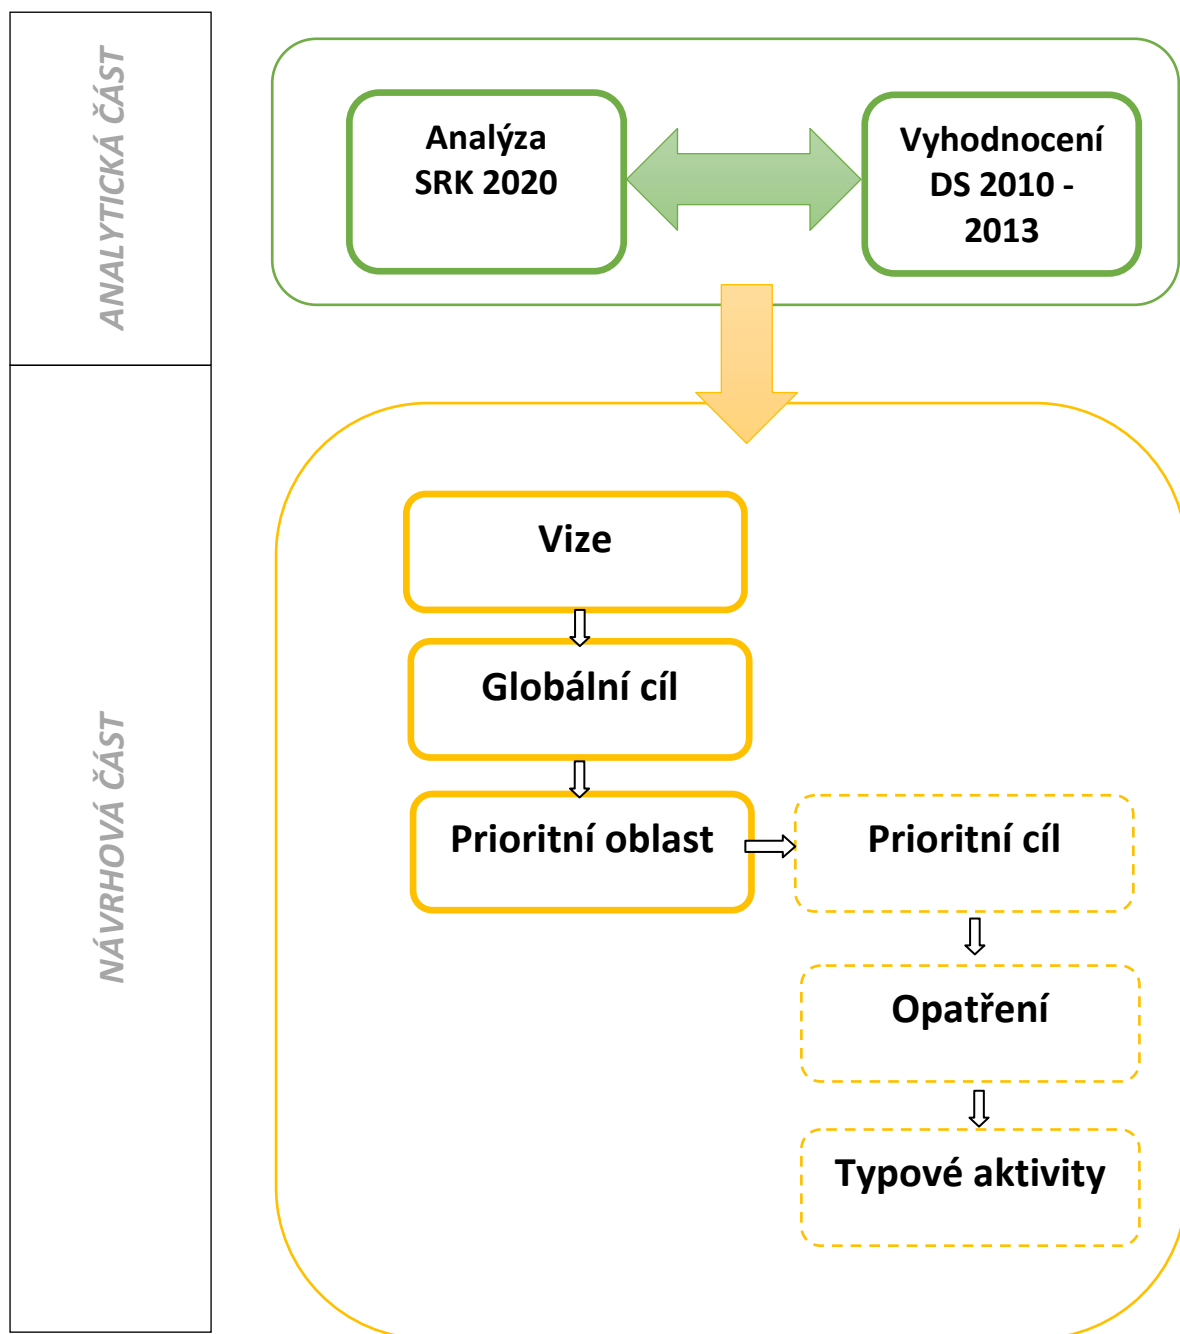 ANALYTICKÁ ČÁST
Analýza
SRK 2020
Vyhodnocení
DS 2010 -
2013
NÁVRHOVÁ ČÁST
Vize
Globální cíl
Prioritní oblast
Prioritní cíl
Opatření
Typové aktivity